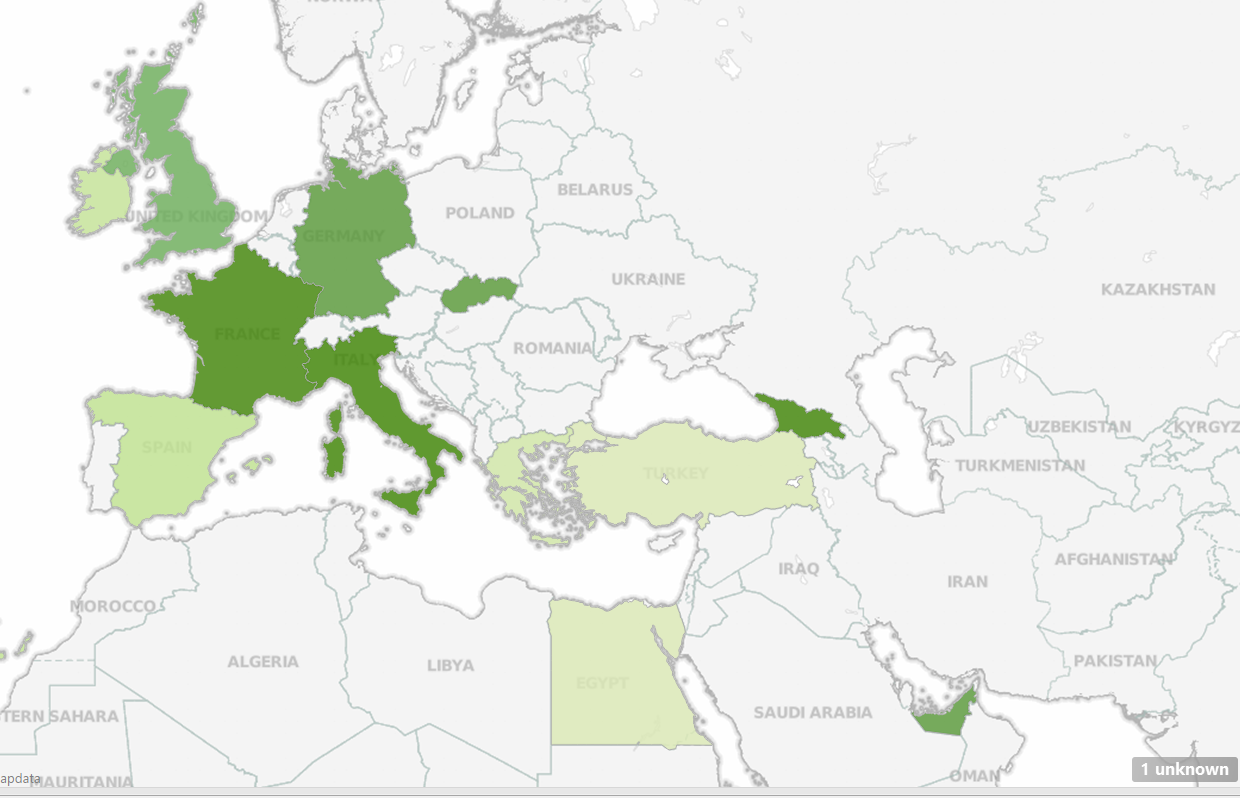 NORWAY
UNITED KINGDOM
BELARUS
POLAND
GERMANY
UKRAINE
KAZAKHSTAN
FRANCE
ITALY
ROMANIA
UZBEKISTAN
KYRGYZ
SPAIN
TURKMENISTAN
TURKEY
AFGHANISTAN
IRAQ
IRAN
MOROCCO
ALGERIA
LIBYA
PAKISTAN
EGYPT
TERN SAHARA
SAUDI ARABIA
1 unknown
OMAN
apdata
MAURITANIA